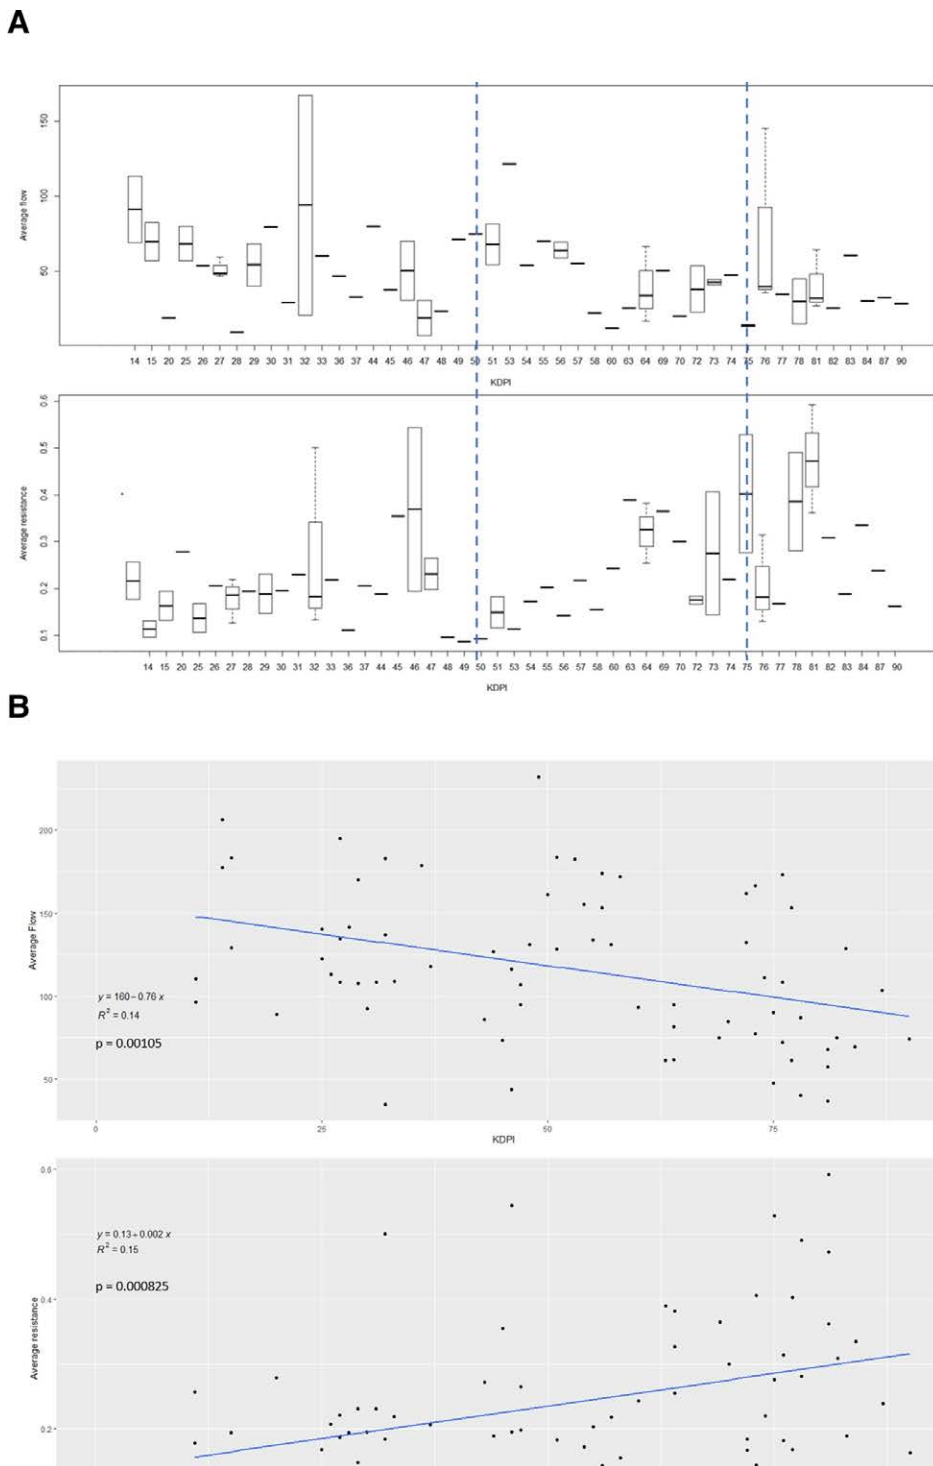 A
Average flow
150
100
50
14 15 20 25 26 27 28 29 30 31 32 33 36 37 44 45 46 47 48 49 50 51 53 54 55 56 57 58 60 63 64 69 70 72 73 74 75 76 77 78 81 82 83 84 87 90
KDPI
Average resistance
0.6
0.5
0.4
0.3
0.2
0.1
14 15 20 25 26 27 28 29 30 31 32 33 36 37 44 45 46 47 48 49 50 51 53 54 55 56 57 58 60 63 64 69 70 72 73 74 75 76 77 78 81 82 83 84 87 90
KDPI
B
Average Flow
200
150
100
50
y = 160 − 0.76 x
R² = 0.14
p = 0.00105
0 25 50 75
KDPI
Average resistance
0.6
0.4
0.2
y = 0.13 + 0.002 x
R² = 0.15
p = 0.000825